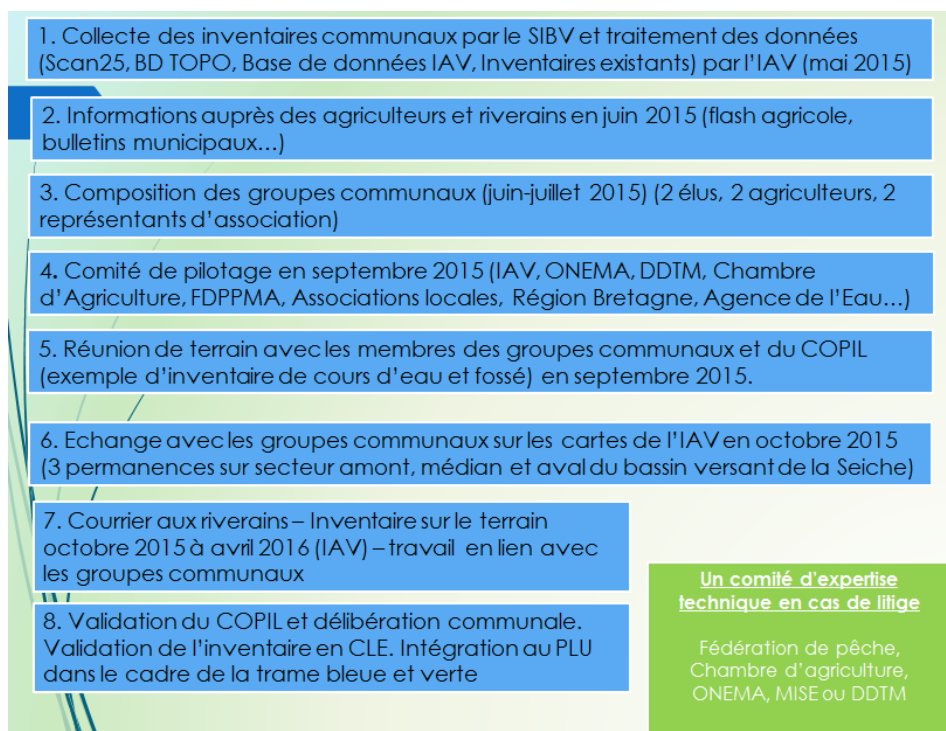 1. Collecte des inventaires communaux par le SIBV et traitement des données
(Scan25, BD TOPO, Base de données IAV, Inventaires existants) par l’IAV (mai 2015)
2. Informations auprès des agriculteurs et riverains en juin 2015 (flash agricole,
bulletins municipaux…)
3. Composition des groupes communaux (juin-juillet 2015) (2 élus, 2 agriculteurs, 2
représentants d’association)
4. Comité de pilotage en septembre 2015 (IAV, ONEMA, DDTM, Chambre
d’Agriculture, FDPPMA, Associations locales, Région Bretagne, Agence de l’Eau…)
5. Réunion de terrain avec les membres des groupes communaux et du COPIL
(exemple d’inventaire de cours d’eau et fossé) en septembre 2015.
6. Echange avec les groupes communaux sur les cartes de l’IAV en octobre 2015
(3 permanences sur secteur amont, médian et aval du bassin versant de la Seiche)
7. Courrier aux riverains – Inventaire sur le terrain
octobre 2015 à avril 2016 (IAV) – travail en lien avec
les groupes communaux
8. Validation du COPIL et délibération communale.
Validation de l’inventaire en CLE. Intégration au PLU
dans le cadre de la trame bleue et verte
Un comité d’expertise
technique en cas de litige
Fédération de pêche,
Chambre d’agriculture,
ONEMA, MISE ou DDTM